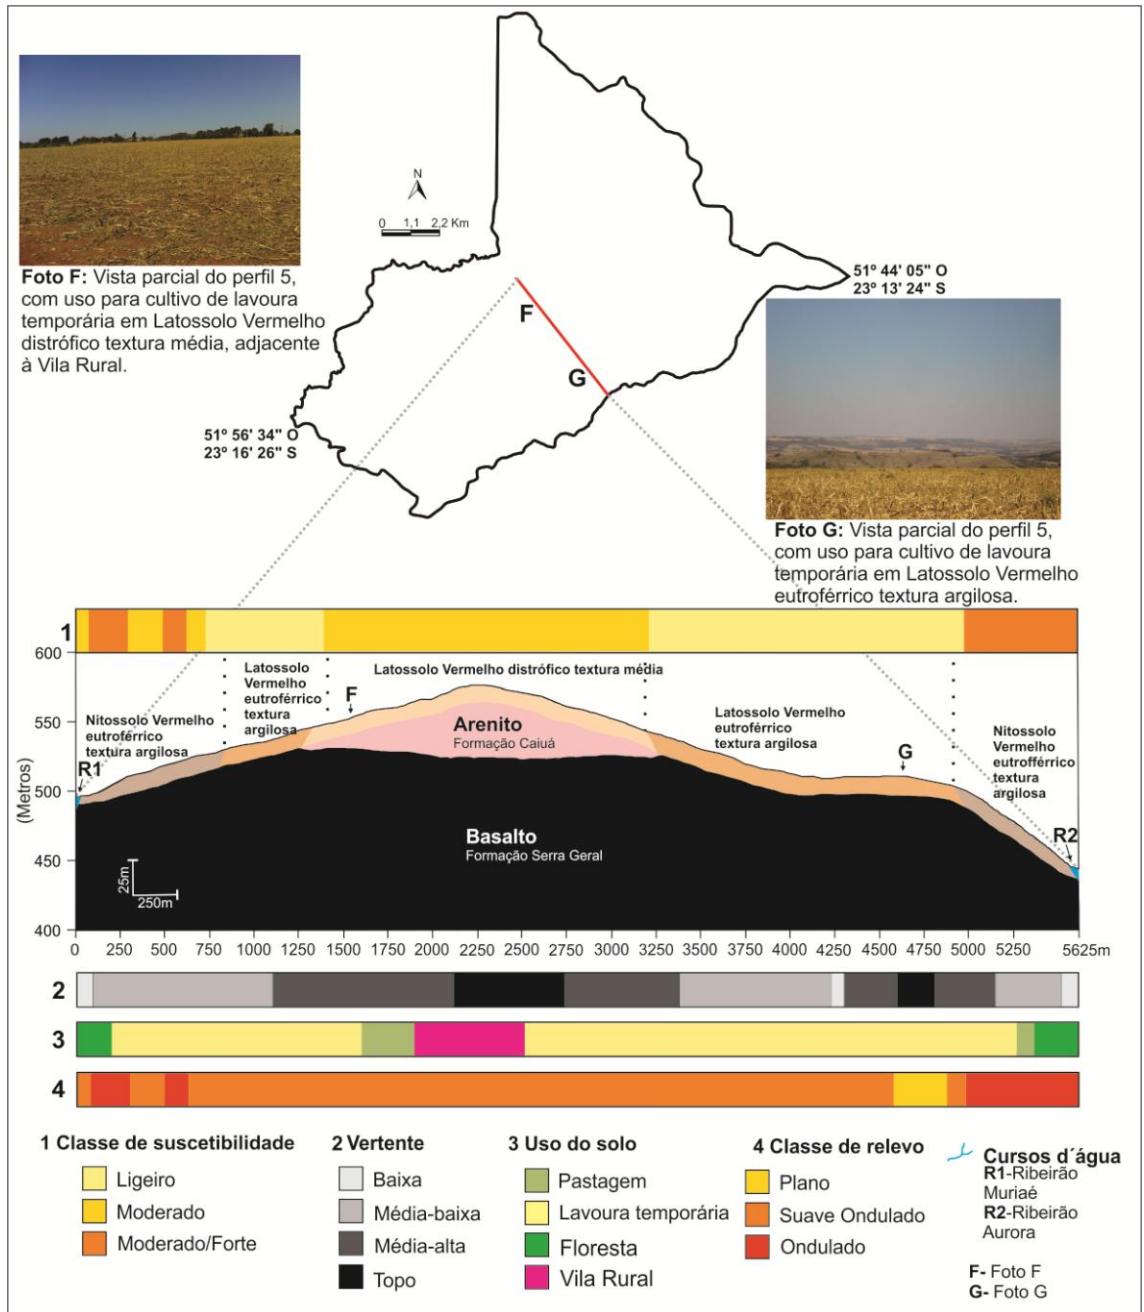 N
0 1,1 2,2 Km
Foto F: Vista parcial do perfil 5,
com uso para cultivo de lavoura
temporária em Latossolo Vermelho
distrófico textura média, adjacente
à Vila Rural.
F
G
51º 44' 05" O
23º 13' 24" S
51º 56' 34" O
23º 16' 26" S
Foto G: Vista parcial do perfil 5,
com uso para cultivo de lavoura
temporária em Latossolo Vermelho
eutroférrico textura argilosa.
1
600
550
500
450
400
(Metros)
Nitossolo Vermelho
eutroférrico
textura argilosa
Latossolo
Vermelho
eutroférrico
textura
argilosa
Latossolo Vermelho distrófico textura média
Latossolo Vermelho
eutroférrico
textura argilosa
Nitossolo
Vermelho
eutrofférrico
textura
argilosa
R1
F
G
R2
Arenito
Formação Caiuá
Basalto
Formação Serra Geral
25m
250m
0 250 500 750 1000 1250 1500 1750 2000 2250 2500 2750 3000 3250 3500 3750 4000 4250 4500 4750 5000 5250 5625m
2
3
4
1 Classe de suscetibilidade
Ligeiro
Moderado
Moderado/Forte
2 Vertente
Baixa
Média-baixa
Média-alta
Topo
3 Uso do solo
Pastagem
Lavoura temporária
Floresta
Vila Rural
4 Classe de relevo
Plano
Suave Ondulado
Ondulado
Cursos d´água
R1-Ribeirão
Muriaé
R2-Ribeirão
Aurora
F- Foto F
G- Foto G